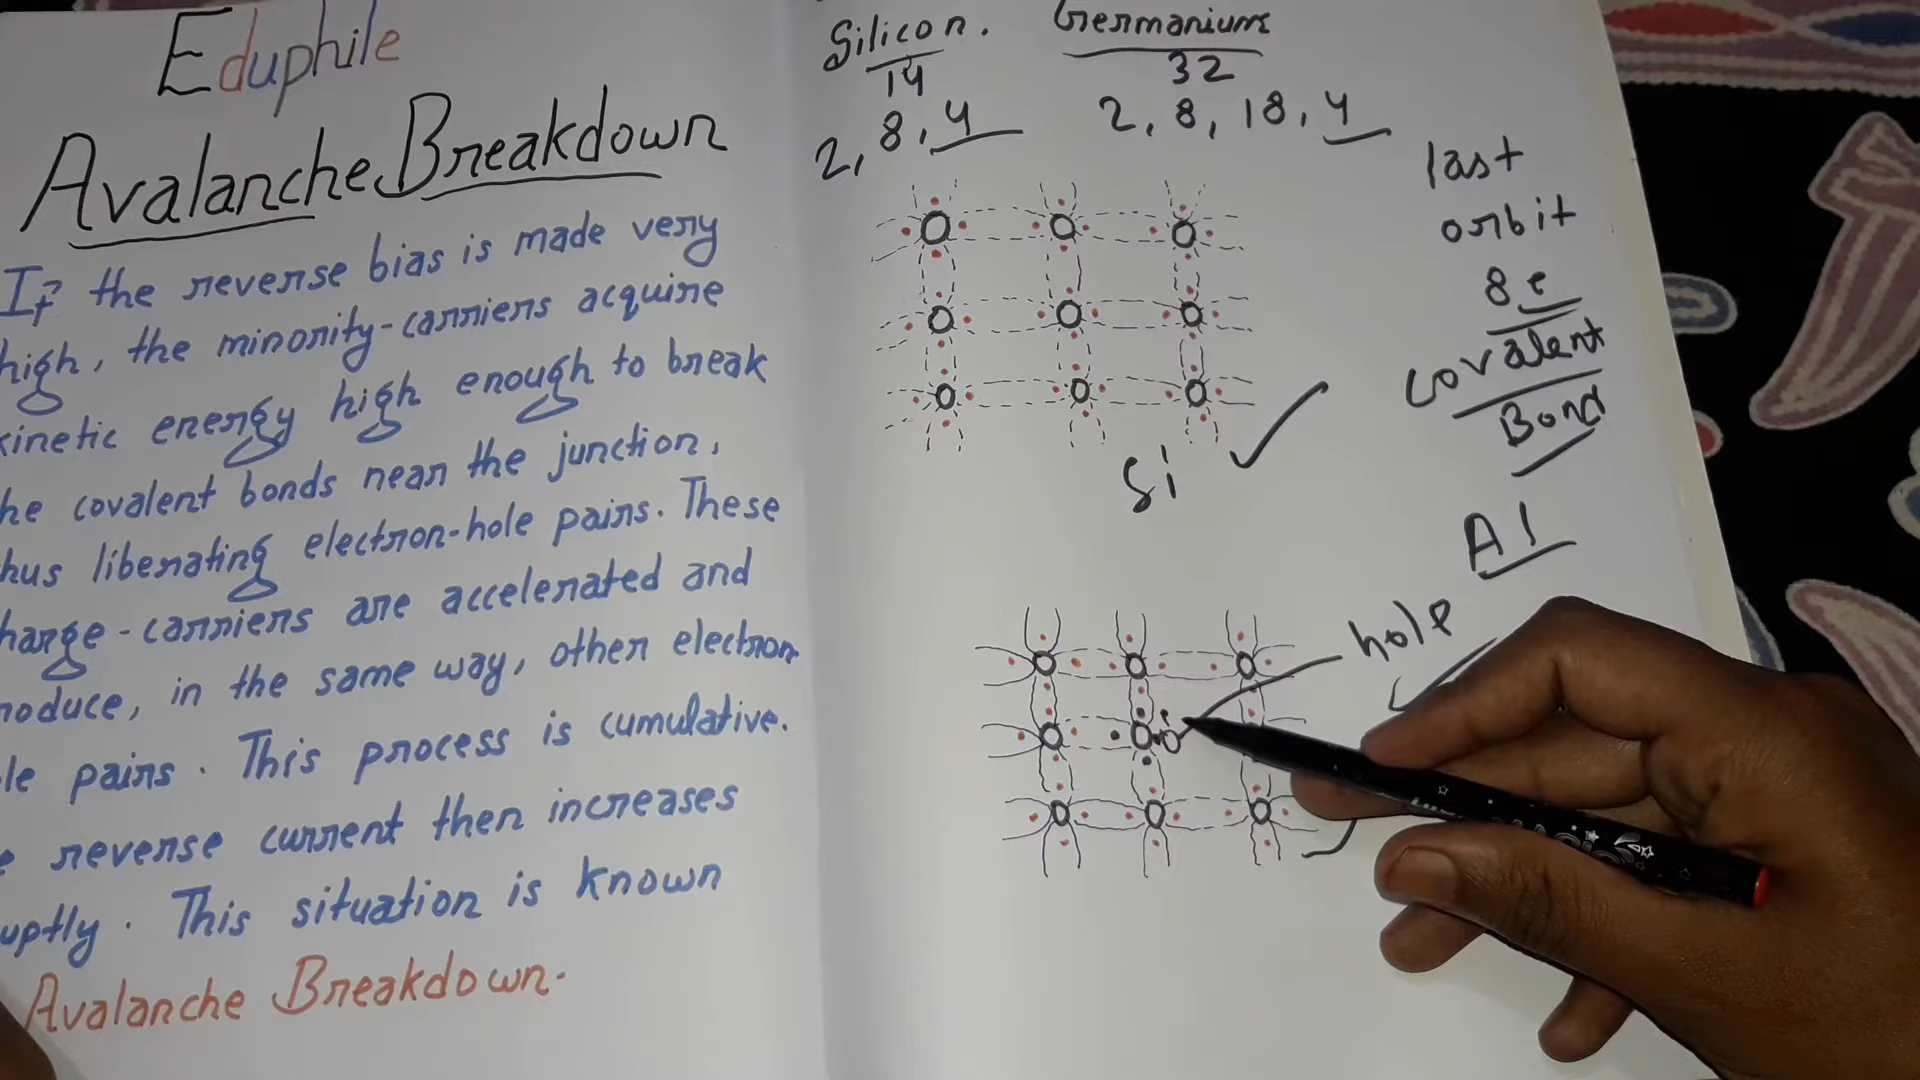 Eduphile
Avalanche Breakdown
If the reverse bias is made very
high, the minority-carriers acquire
kinetic energy high enough to break
he covalent bonds near the junction,
hus liberating electron-hole pairs. These
harge-carriers are accelerated and
roduce, in the same way, other electron
le pairs. This process is cumulative.
e reverse current then increases
uptly. This situation is known
Avalanche Breakdown.
Silicon. Germanium
14 32
2, 8, 4 2, 8, 18, 4
last
orbit
8 e
covalent
Bond
Si
Al
hole